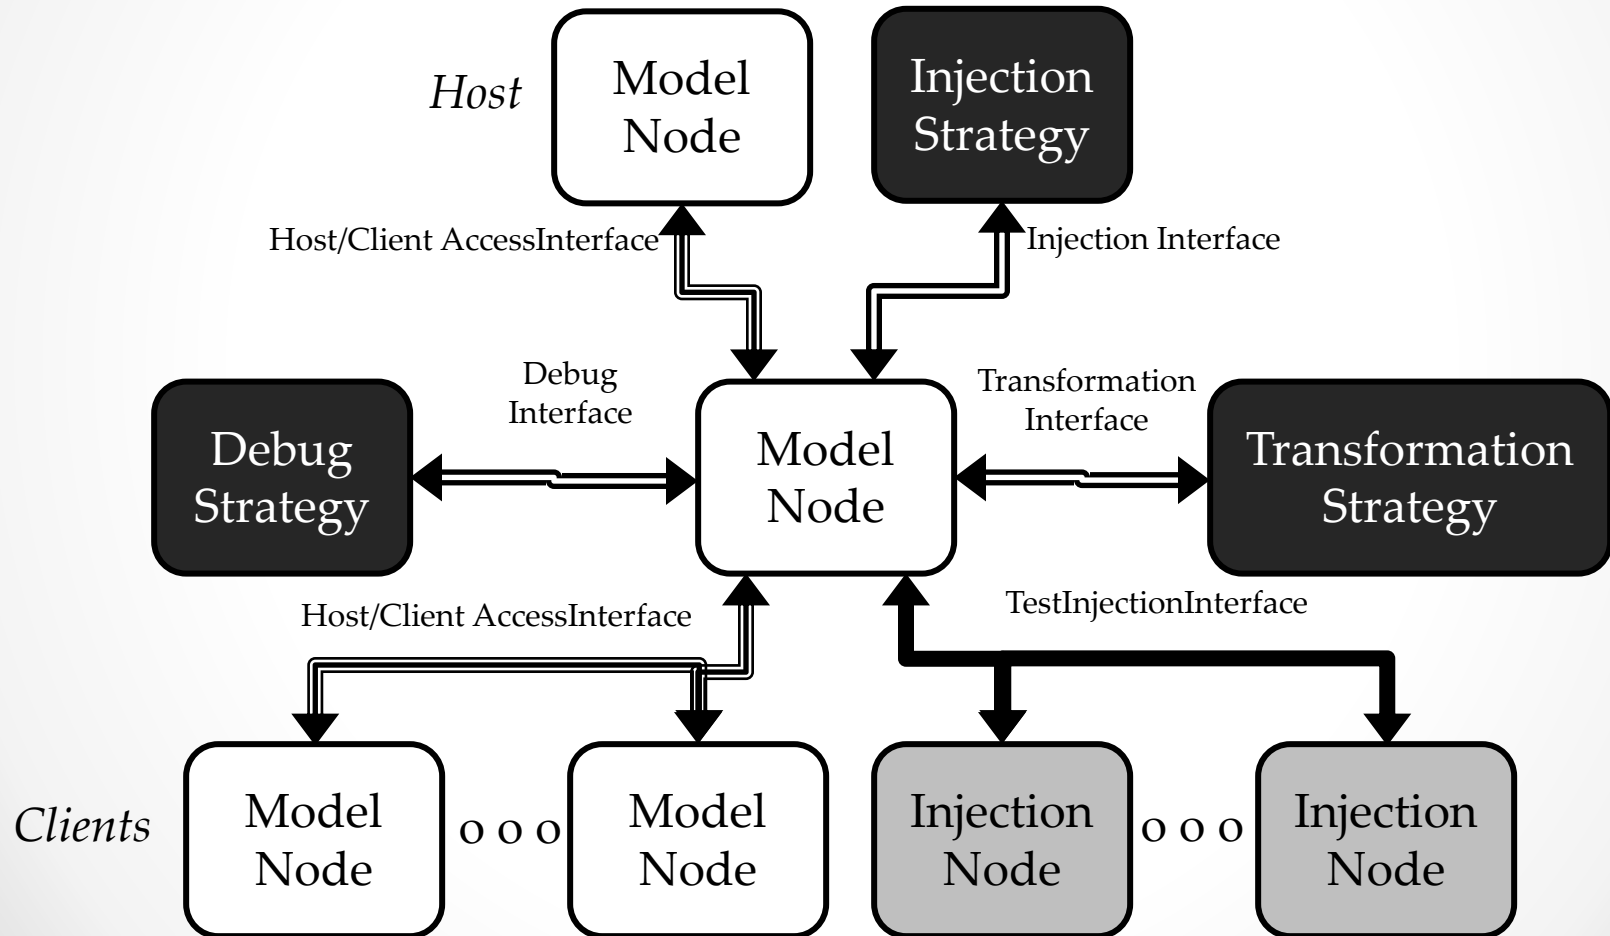 Host
Model
Node
Injection
Strategy
Host/Client AccessInterface
Injection Interface
Debug
Interface
Transformation
Interface
Debug
Strategy
Model
Node
Transformation
Strategy
Host/Client AccessInterface
TestInjectionInterface
Clients
Model
Node
o o o
Model
Node
Injection
Node
o o o
Injection
Node